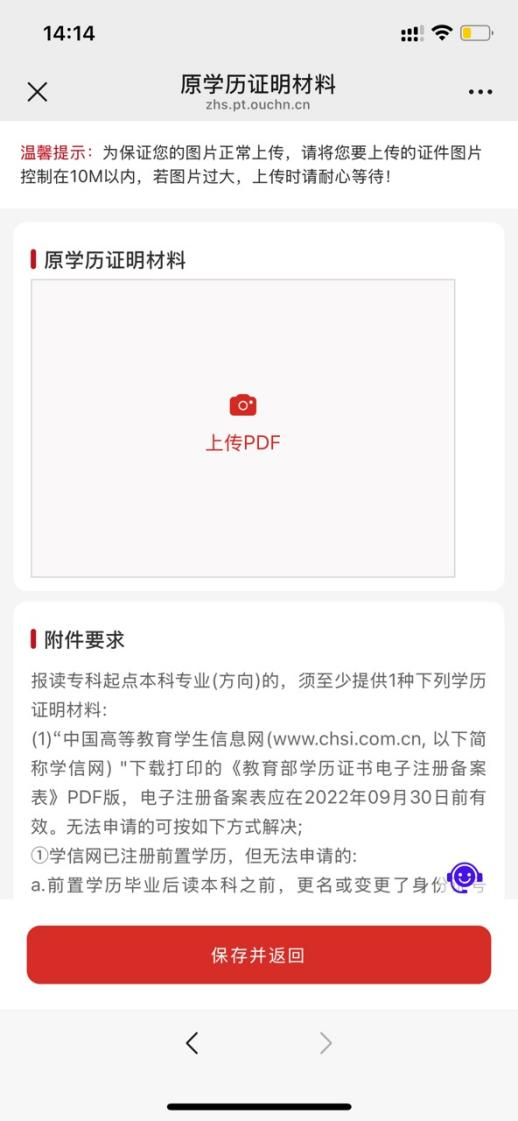 14:14
原学历证明材料
zhs.pt.ouchn.cn
温馨提示：为保证您的图片正常上传，请将您要上传的证件图片
控制在10M以内，若图片过大，上传时请耐心等待！
原学历证明材料
上传PDF
附件要求
报读专科起点本科专业(方向)的，须至少提供1种下列学历
证明材料:
(1)“中国高等教育学生信息网(www.chsi.com.cn, 以下简
称学信网) "下载打印的《教育部学历证书电子注册备案
表》PDF版，电子注册备案表应在2022年09月30日前有
效。无法申请的可按如下方式解决;
①学信网已注册前置学历，但无法申请的:
a.前置学历毕业后读本科之前，更名或变更了身份
保存并返回